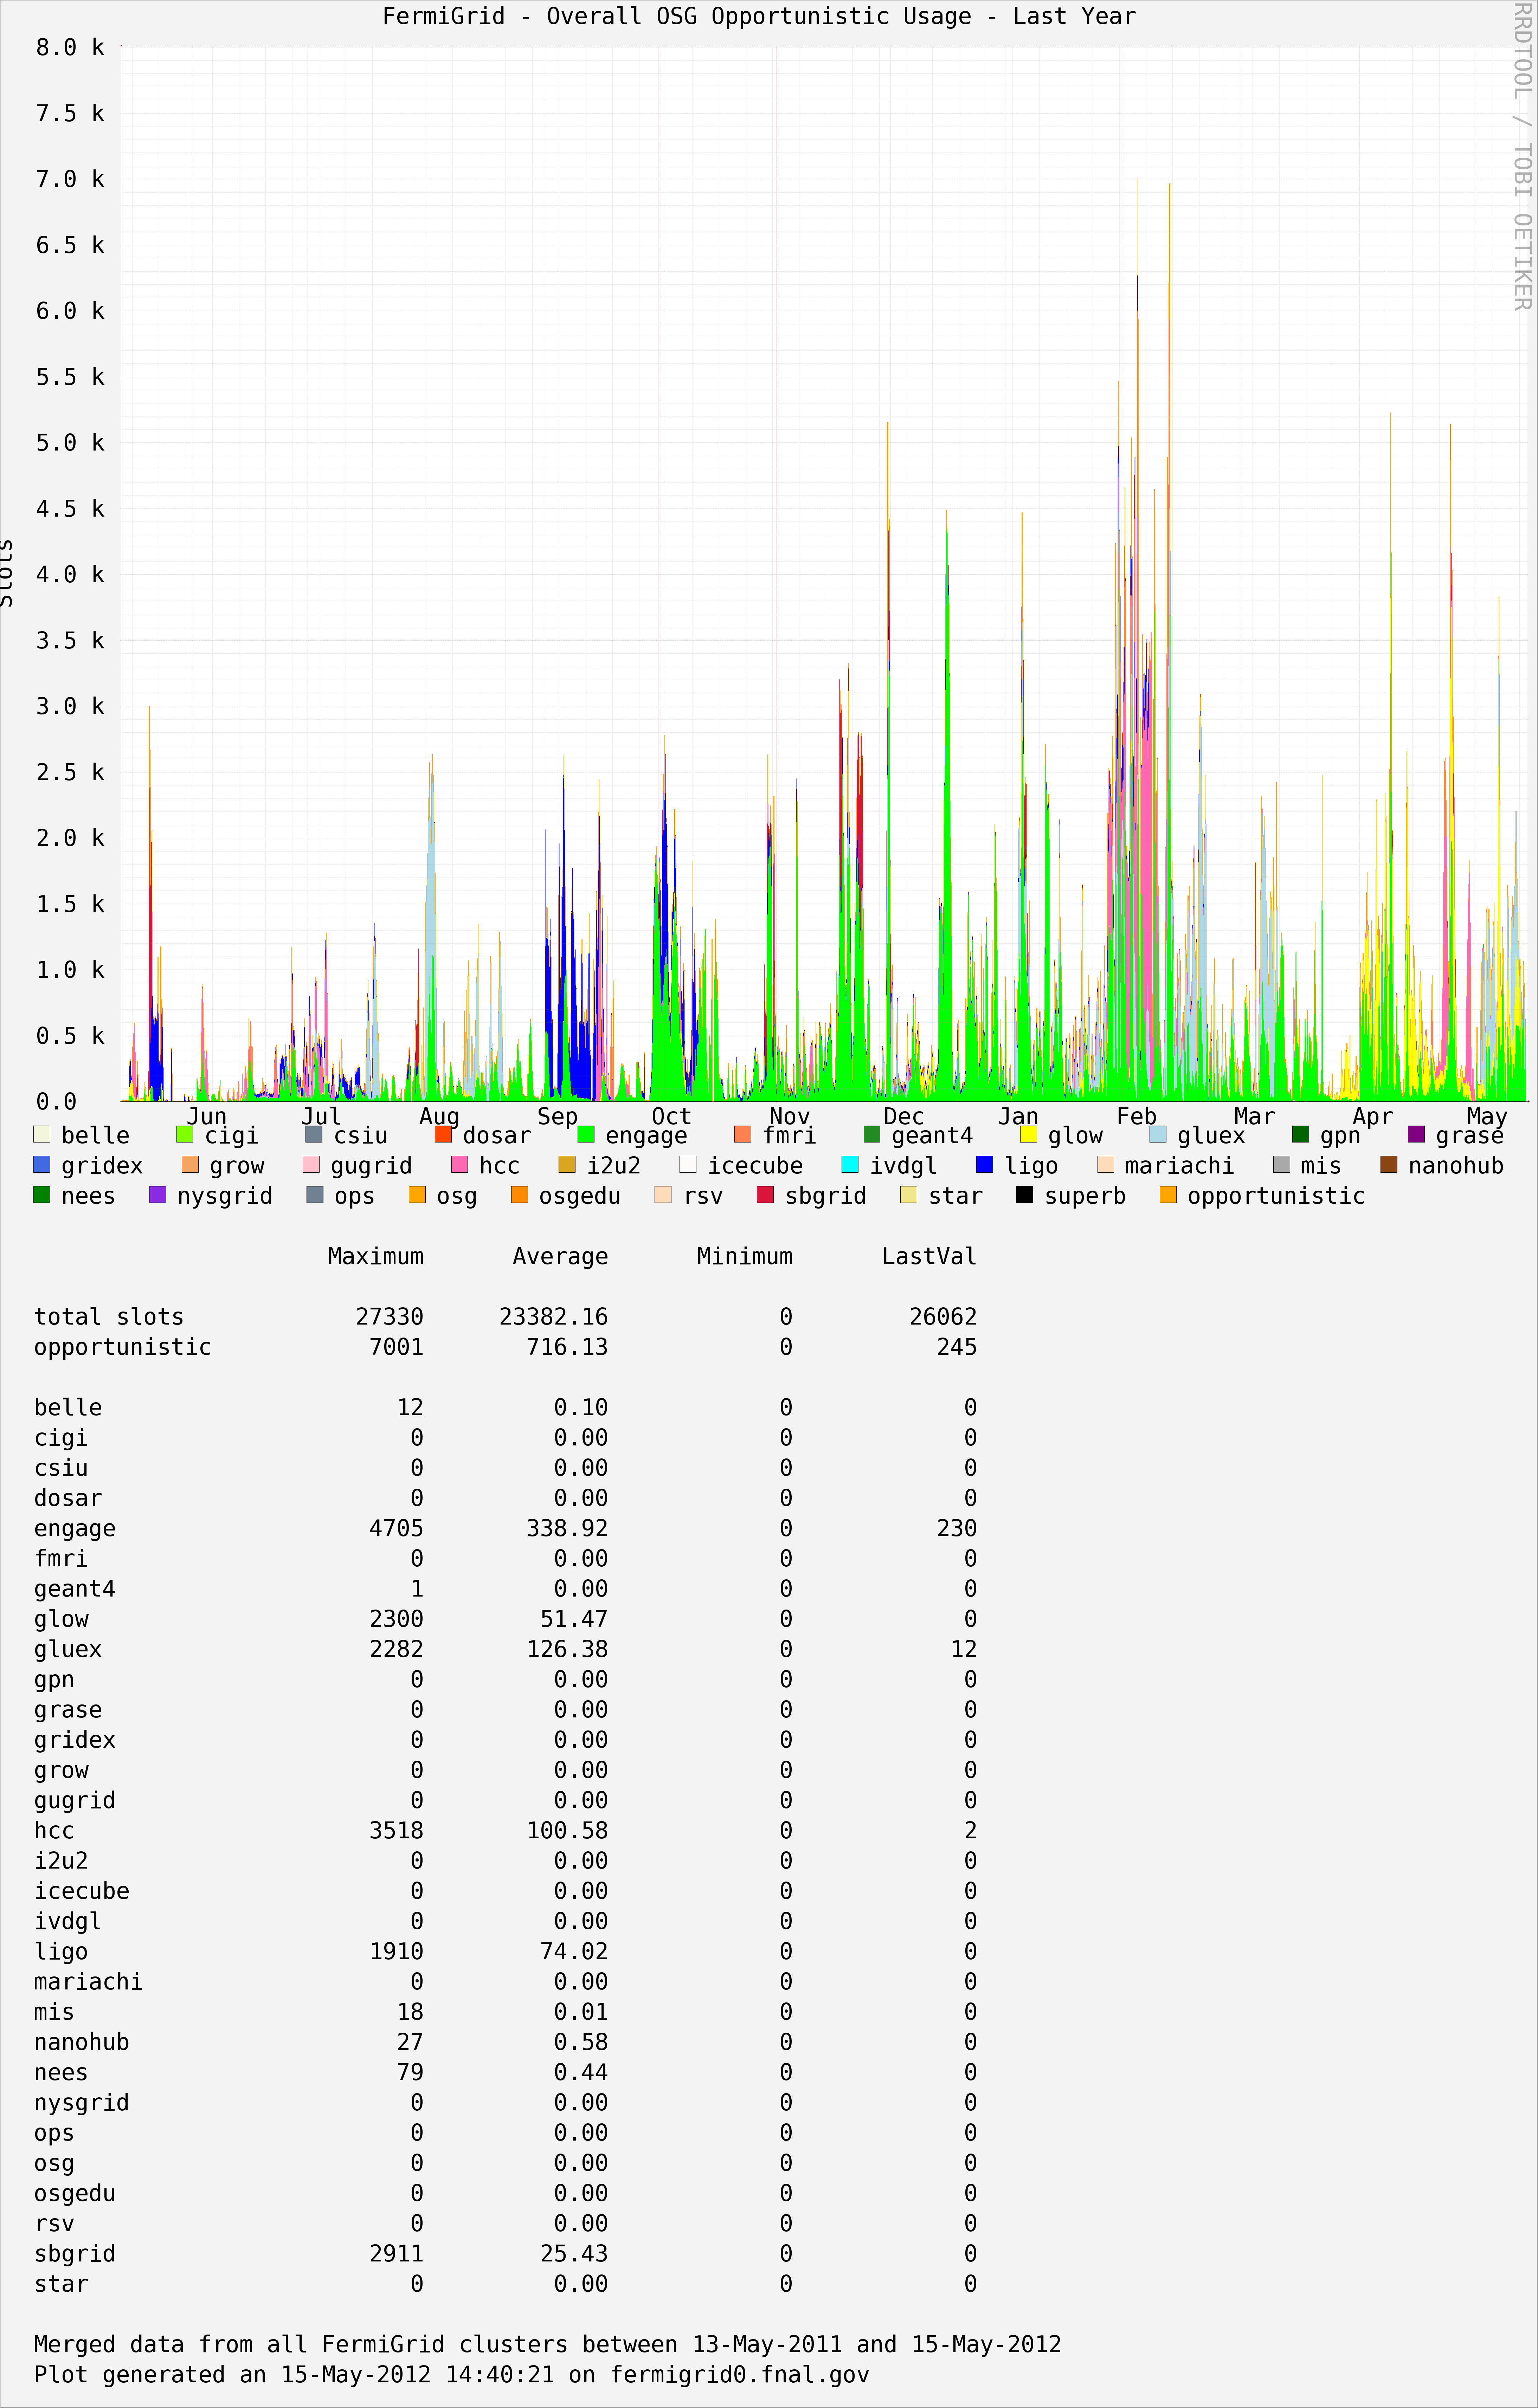 FermiGrid - Overall OSG Opportunistic Usage - Last Year
RRDTOOL / TOBI OETIKER
8.0 k
7.5 k
7.0 k
6.5 k
6.0 k
5.5 k
5.0 k
4.5 k
4.0 k
3.5 k
3.0 k
2.5 k
2.0 k
1.5 k
1.0 k
0.5 k
0.0
Slots
Jun Jul Aug Sep Oct Nov Dec Jan Feb Mar Apr May
belle cigi csiu dosar engage fmri geant4 glow gluex gpn grase
gridex grow gugrid hcc i2u2 icecube ivdgl ligo mariachi mis nanohub
nees nysgrid ops osg osgedu rsv sbgrid star superb opportunistic
Maximum Average Minimum LastVal
total slots 27330 23382.16 0 26062
opportunistic 7001 716.13 0 245
belle 12 0.10 0 0
cigi 0 0.00 0 0
csiu 0 0.00 0 0
dosar 0 0.00 0 0
engage 4705 338.92 0 230
fmri 0 0.00 0 0
geant4 1 0.00 0 0
glow 2300 51.47 0 0
gluex 2282 126.38 0 12
gpn 0 0.00 0 0
grase 0 0.00 0 0
gridex 0 0.00 0 0
grow 0 0.00 0 0
gugrid 0 0.00 0 0
hcc 3518 100.58 0 2
i2u2 0 0.00 0 0
icecube 0 0.00 0 0
ivdgl 0 0.00 0 0
ligo 1910 74.02 0 0
mariachi 0 0.00 0 0
mis 18 0.01 0 0
nanohub 27 0.58 0 0
nees 79 0.44 0 0
nysgrid 0 0.00 0 0
ops 0 0.00 0 0
osg 0 0.00 0 0
osgedu 0 0.00 0 0
rsv 0 0.00 0 0
sbgrid 2911 25.43 0 0
star 0 0.00 0 0
Merged data from all FermiGrid clusters between 13-May-2011 and 15-May-2012
Plot generated an 15-May-2012 14:40:21 on fermigrid0.fnal.gov